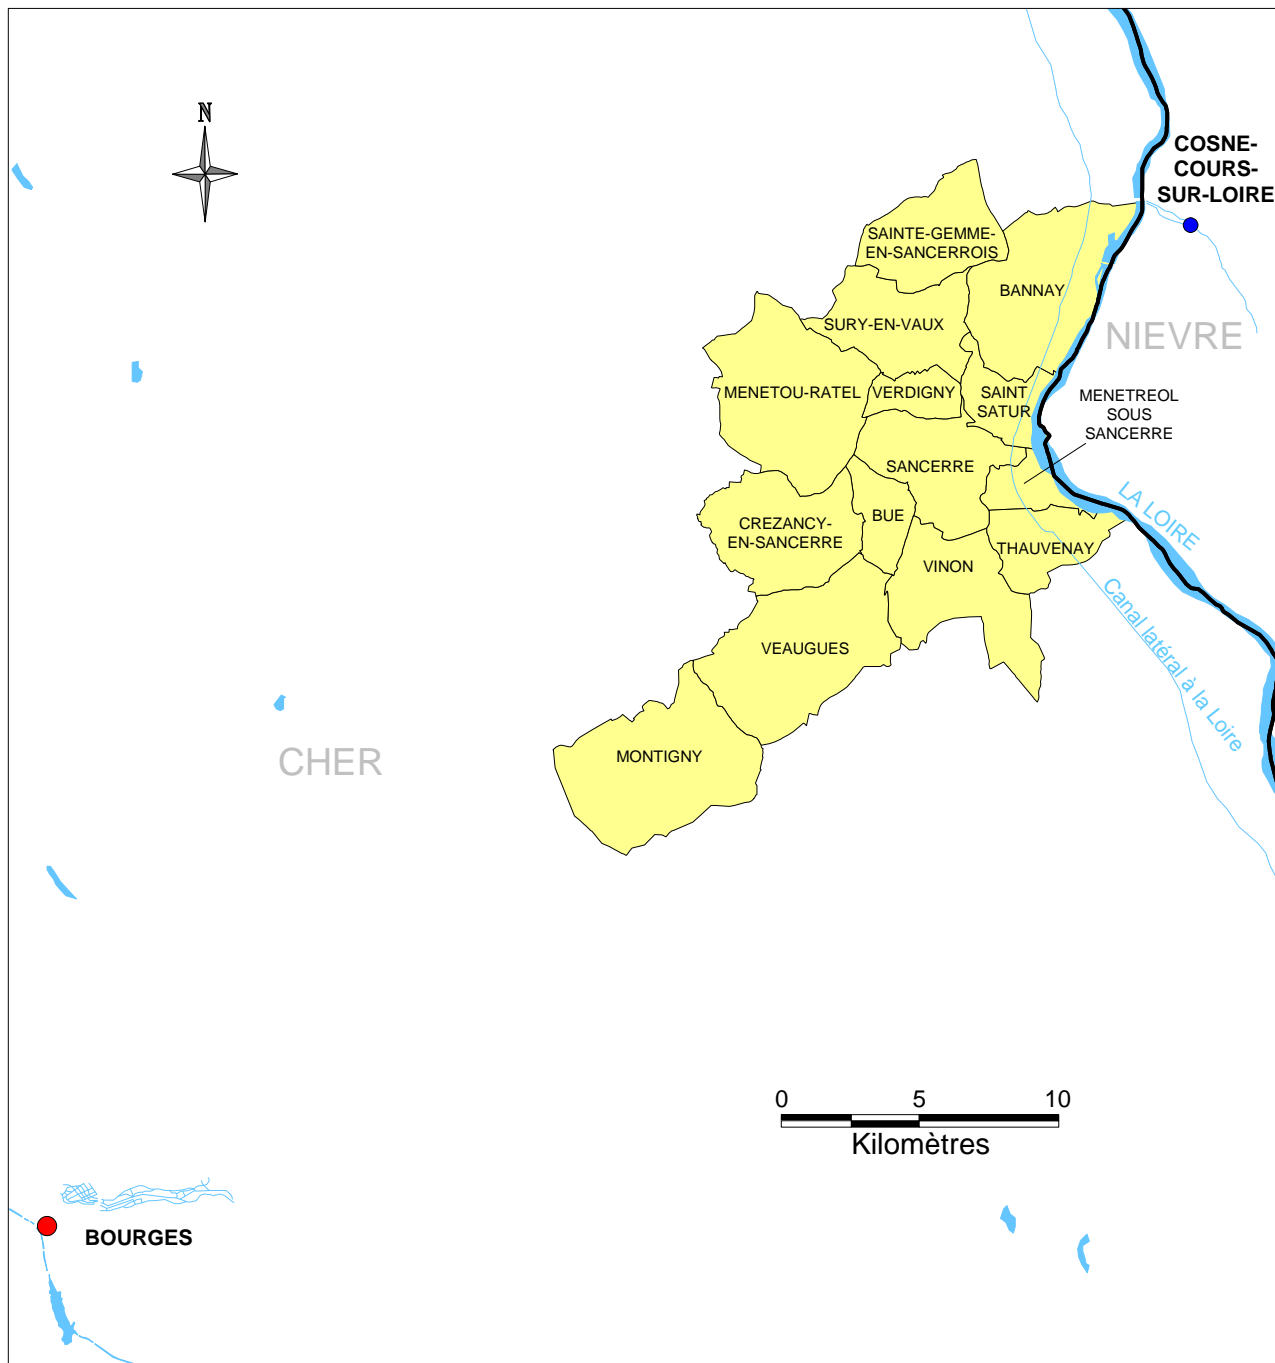 N
COSNE-
COURS-
SUR-LOIRE
SAINTE-GEMME-
EN-SANCERROIS
BANNAY
SURY-EN-VAUX
NIEVRE
MENETOU-RATEL
VERDIGNY
SAINT
SATUR
MENETREOL
SOUS
SANCERRE
SANCERRE
LA LOIRE
BUE
CREZANCY-
EN-SANCERRE
THAUVENAY
VINON
Canal latéral à la Loire
VEAUGUES
MONTIGNY
CHER
0 5 10
Kilomètres
BOURGES